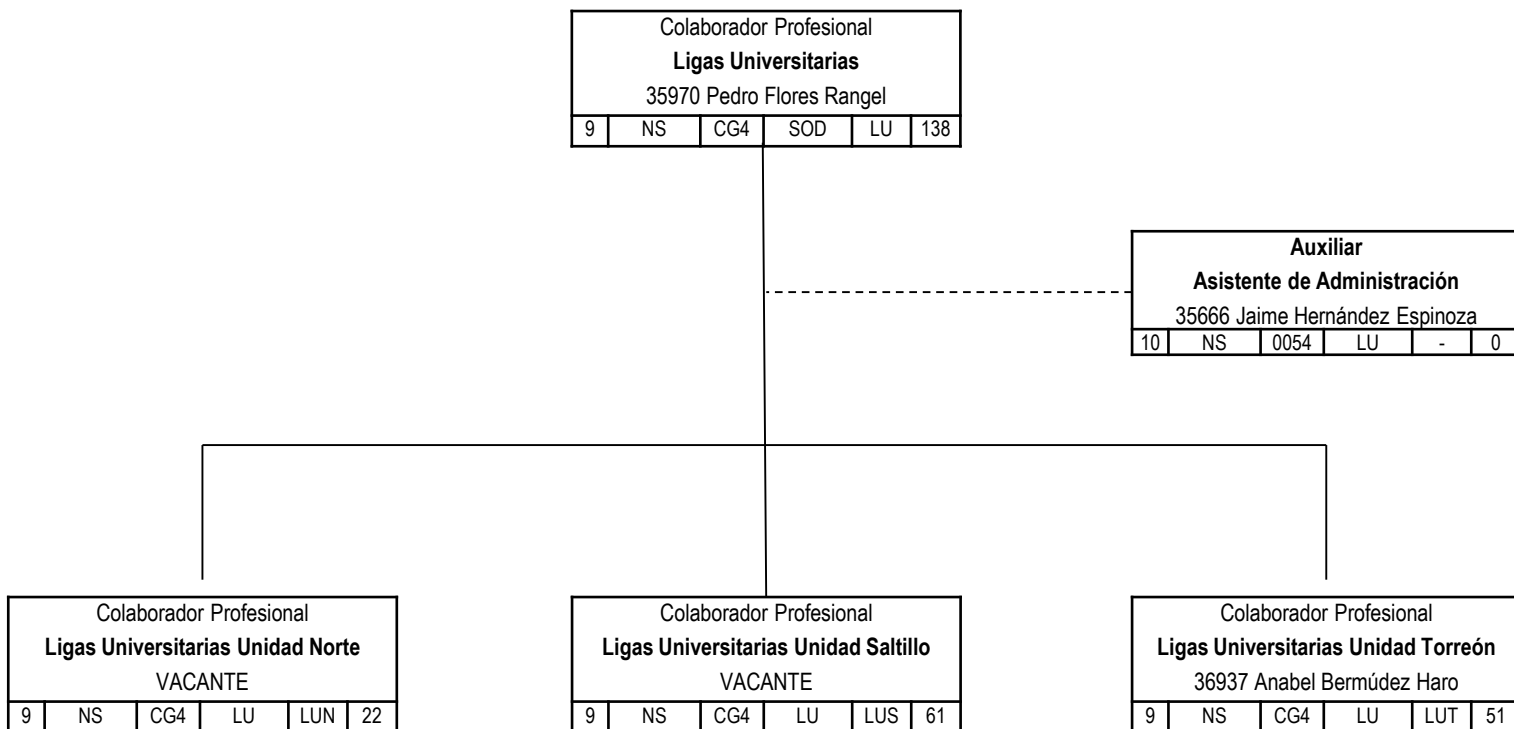 Colaborador Profesional
Ligas Universitarias
35970 Pedro Flores Rangel
9 NS CG4 SOD LU 138
Auxiliar
Asistente de Administración
35666 Jaime Hernández Espinoza
10 NS 0054 LU - 0
Colaborador Profesional
Ligas Universitarias Unidad Norte
VACANTE
9 NS CG4 LU LUN 22
Colaborador Profesional
Ligas Universitarias Unidad Saltillo
VACANTE
9 NS CG4 LU LUS 61
Colaborador Profesional
Ligas Universitarias Unidad Torreón
36937 Anabel Bermúdez Haro
9 NS CG4 LU LUT 51